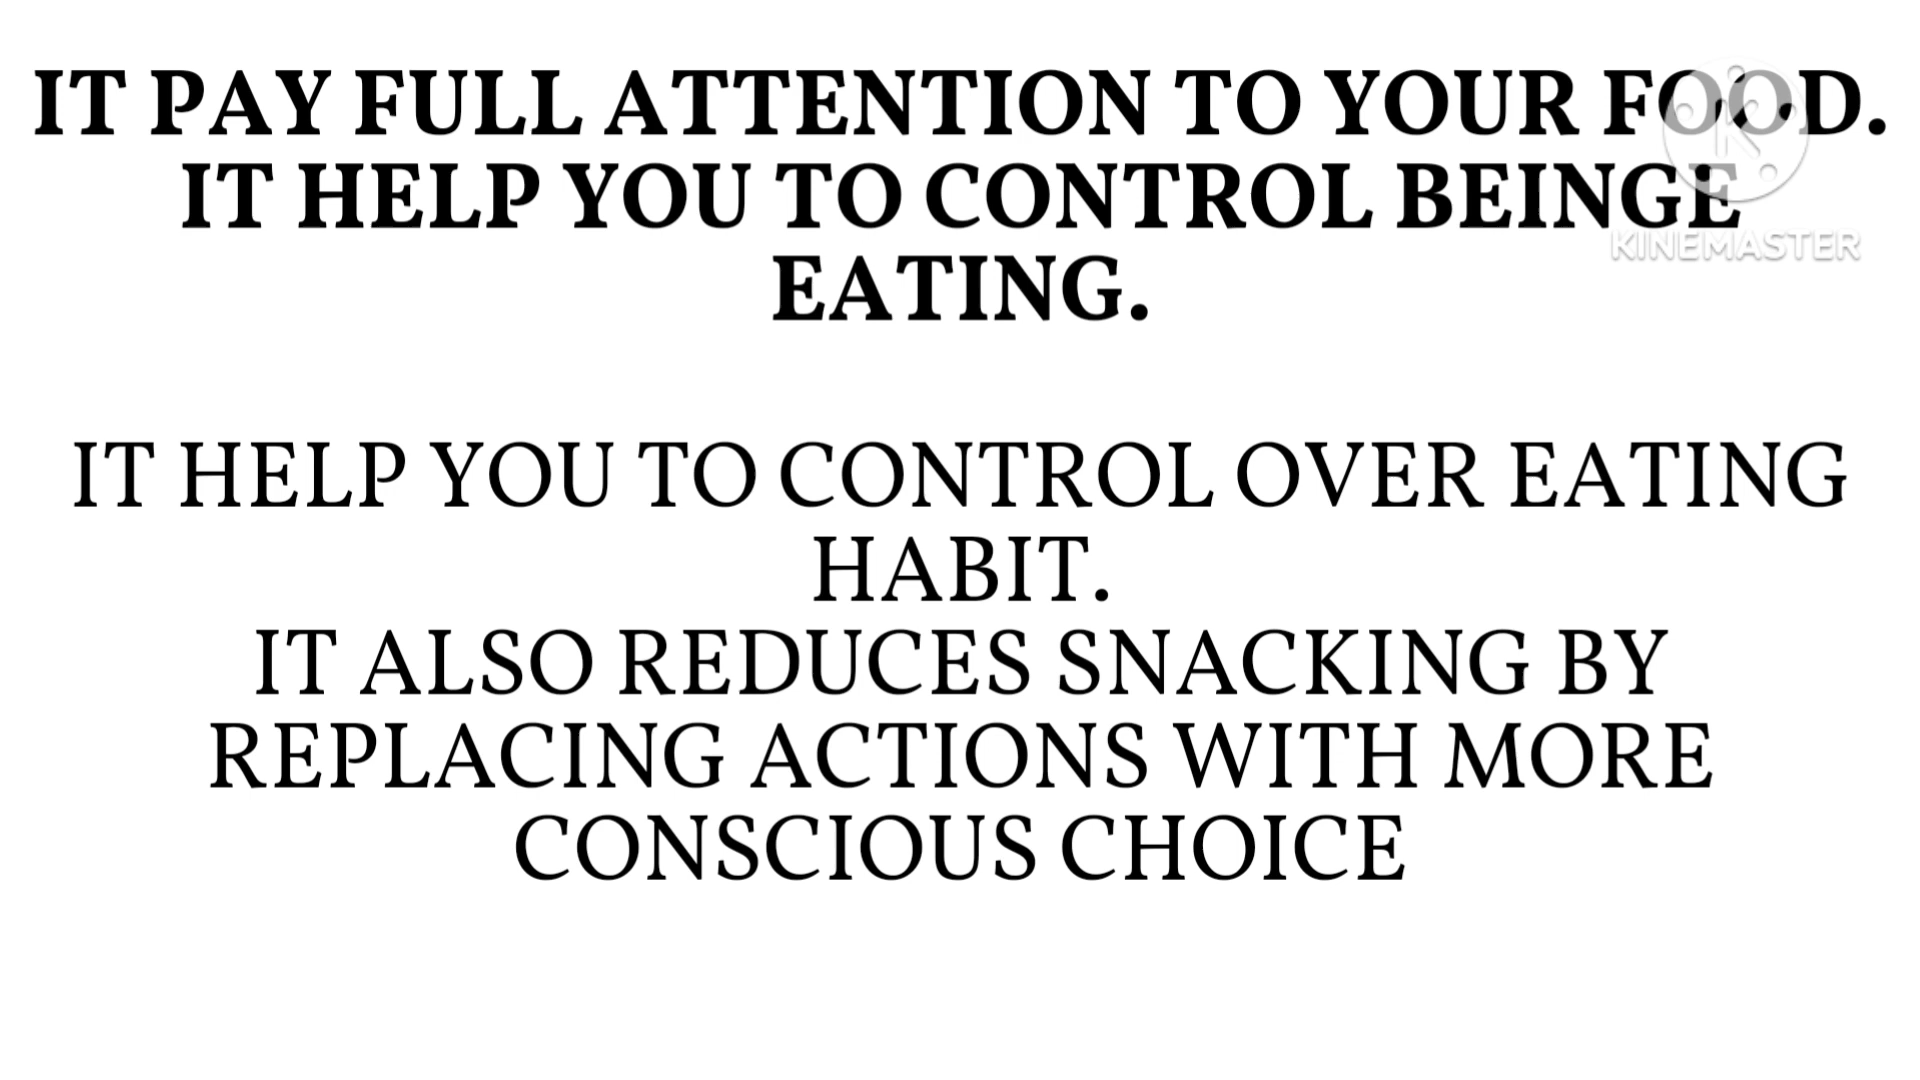 IT PAY FULL ATTENTION TO YOUR FOOD.
IT HELP YOU TO CONTROL BEINGE
EATING.
KINEMASTER
IT HELP YOU TO CONTROL OVER EATING
HABIT.
IT ALSO REDUCES SNACKING BY
REPLACING ACTIONS WITH MORE
CONSCIOUS CHOICE